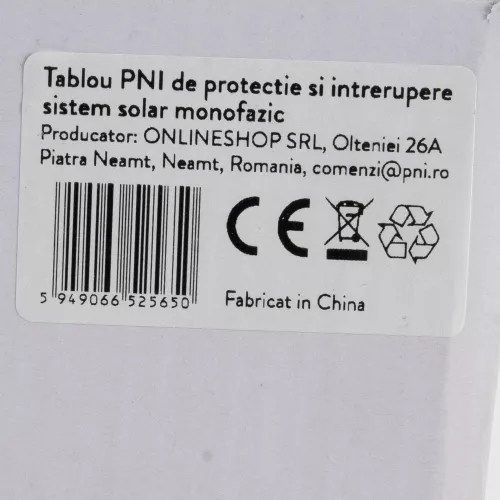 Tablou PNI de protectie si intrerupere
sistem solar monofazic
Producator: ONLINESHOP SRL, Olteniei 26A
Piatra Neamt, Neamt, Romania, comenzi@pni.ro
CE
5 949066 525650
Fabricat in China